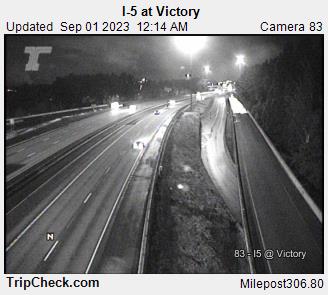 I-5 at Victory
Updated Sep 01 2023 12:14 AM Camera 83
N
83 - I5 @ Victory
TripCheck.com Milepost306.80